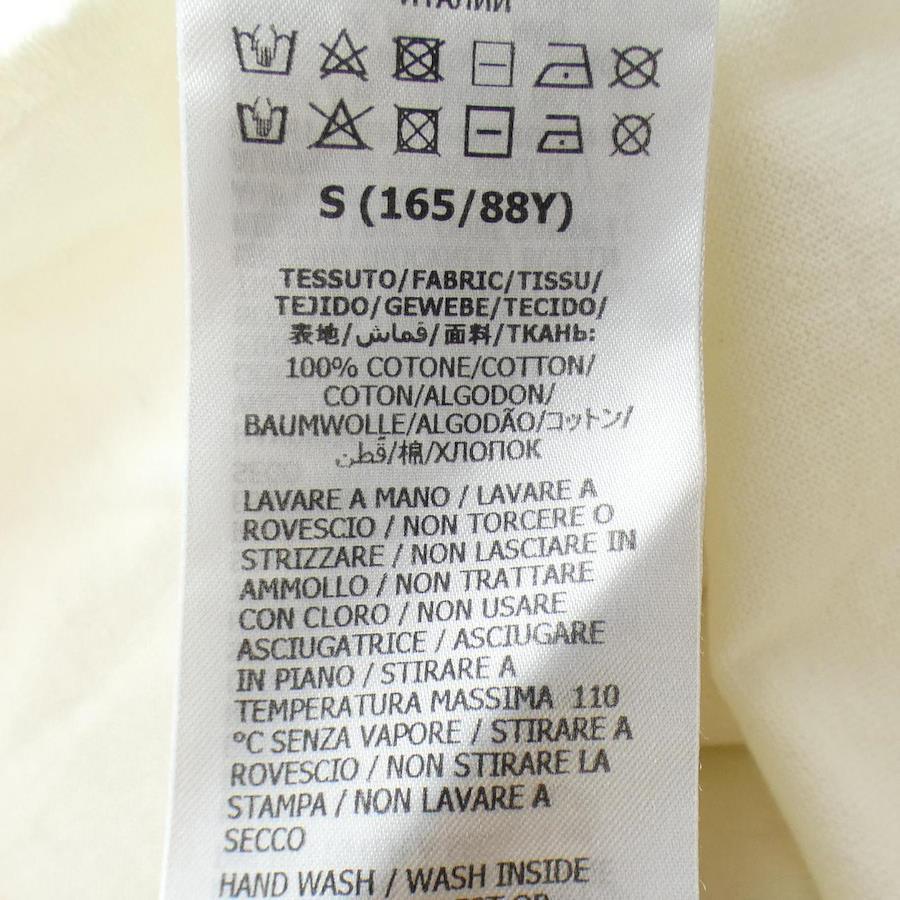 ИТАЛИИ
S (165/88Y)
TESSUTO/FABRIC/TISSU/
TEJIDO/GEWEBE/TECIDO/
表地/قماش/面料/ТКАНЬ:
100% COTONE/COTTON/
COTON/ALGODON/
BAUMWOLLE/ALGODÃO/コットン/
قطن/棉/ХЛОПОК
LAVARE A MANO / LAVARE A
ROVESCIO / NON TORCERE O
STRIZZARE / NON LASCIARE IN
AMMOLLO / NON TRATTARE
CON CLORO / NON USARE
ASCIUGATRICE / ASCIUGARE
IN PIANO / STIRARE A
TEMPERATURA MASSIMA 110
°C SENZA VAPORE / STIRARE A
ROVESCIO / NON STIRARE LA
STAMPA / NON LAVARE A
SECCO
HAND WASH / WASH INSIDE